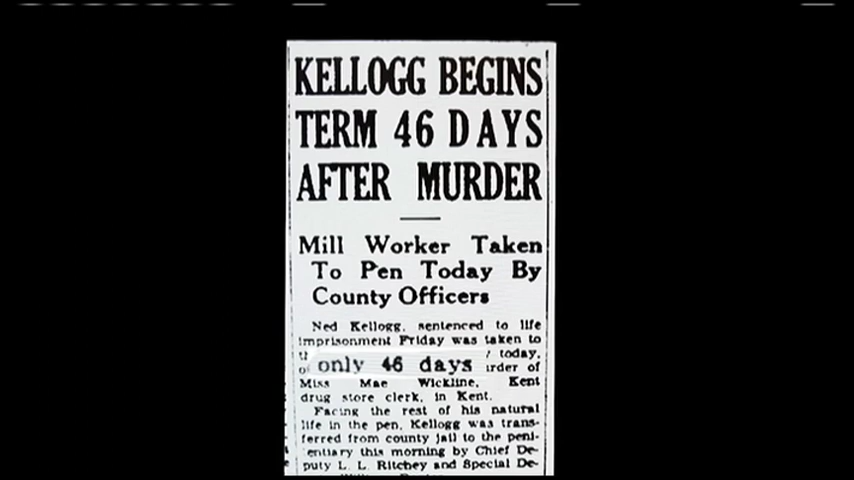 KELLOGG BEGINS
TERM 46 DAYS
AFTER MURDER
Mill Worker Taken
To Pen Today By
County Officers
Ned Kellogg, sentenced to life
imprisonment Friday was taken to
today,
only 46 days
Miss Mae Wickline, Kent
drug store clerk, in Kent.
Facing the rest of his natural
life in the pen, Kellogg was trans-
ferred from county jail to the peni-
tentiary this morning by Chief De-
puty L. L. Ritchey and Special De-